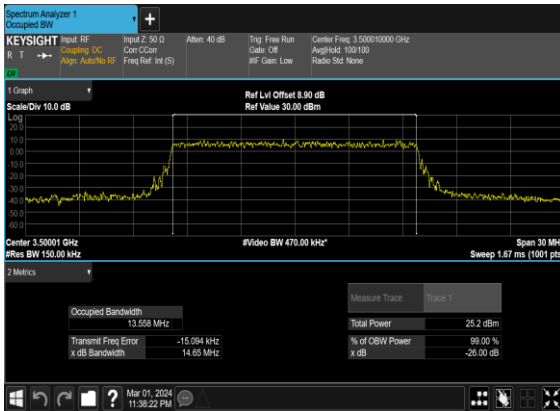 Spectrum Analyzer 1
Occupied BW
KEYSIGHT Input: RF Input Z: 50 Ω Atten: 40 dB Trig: Free Run Center Freq: 3.500010000 GHz
R T Coupling: DC Corr CCorr Gate: Off Avg|Hold: 100/100
Align: Auto/No RF Freq Ref: Int (S) #IF Gain: Low Radio Std: None
1 Graph
Scale/Div 10.0 dB Ref Lvl Offset 8.90 dB
Ref Value 30.00 dBm
Log
20.0
10.0
0.00
-10.0
-20.0
-30.0
-40.0
-50.0
-60.0
Center 3.50001 GHz #Video BW 470.00 kHz* Span 30 MH
#Res BW 150.00 kHz Sweep 1.67 ms (1001 pts
2 Metrics
Measure Trace Trace 1
Occupied Bandwidth
13.558 MHz Total Power 25.2 dBm
Transmit Freq Error -15.094 kHz % of OBW Power 99.00 %
x dB Bandwidth 14.65 MHz x dB -26.00 dB
Mar 01, 2024
11:38:22 PM